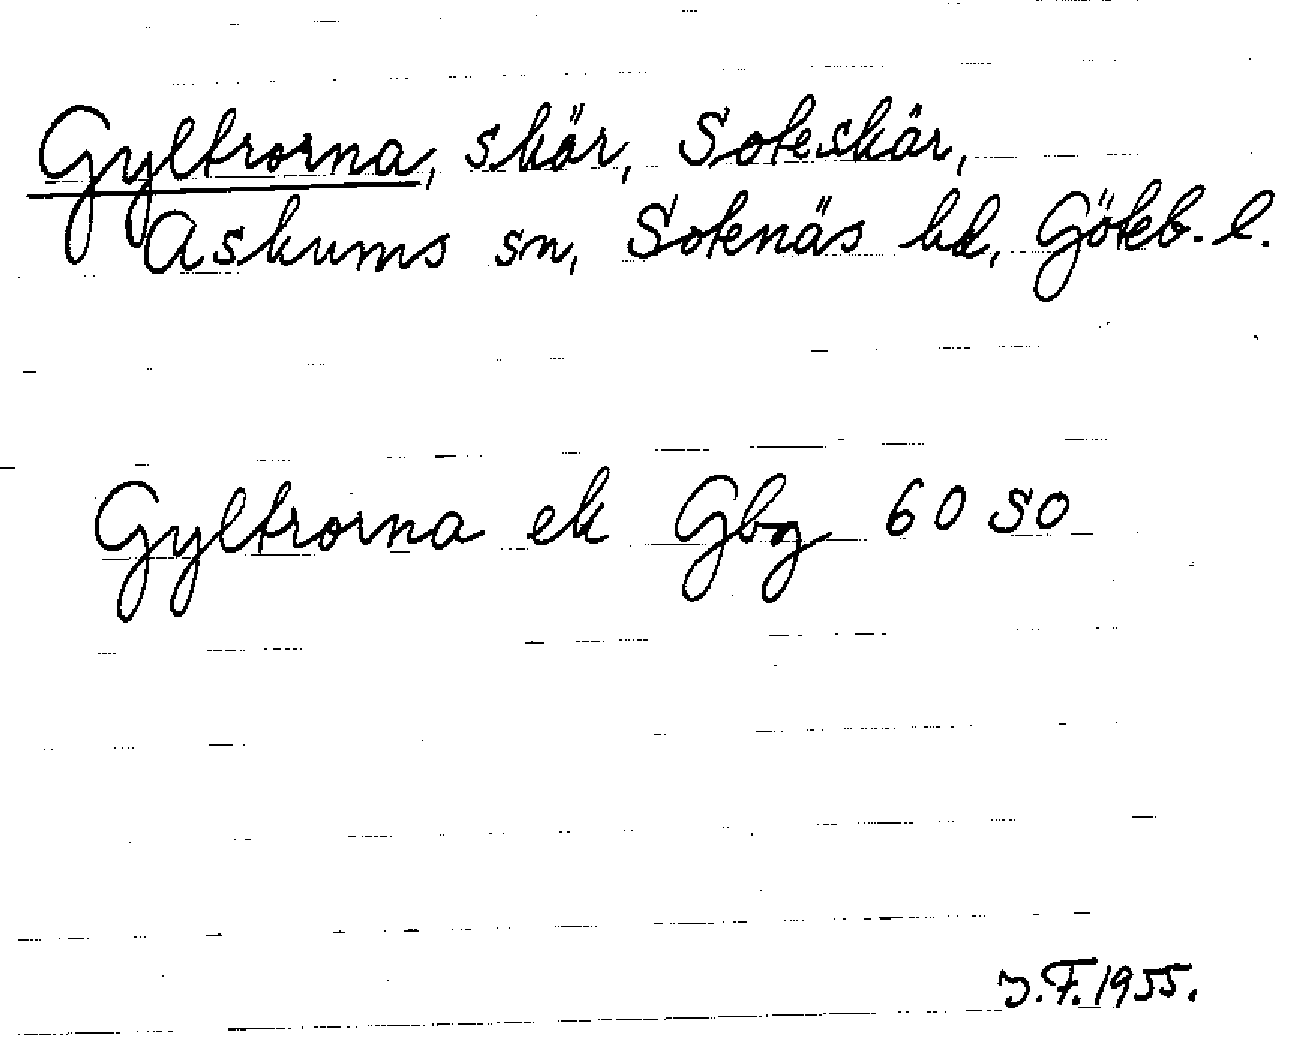 Gyltrorna, skär, Soteskär,
Askums sn, Sotenäs hd, Göteb. l.
Gyltrorna ek Gbg 60 SO
J.F. 1955.